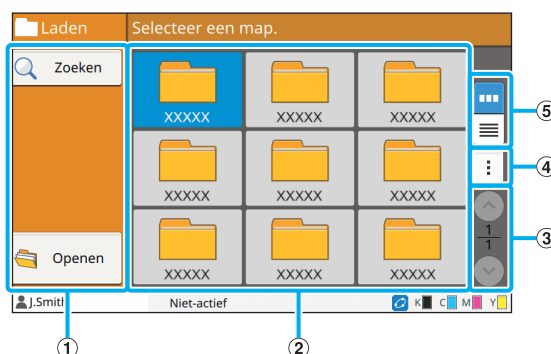 Laden
Selecteer een map.
Zoeken
XXXXX XXXXX XXXXX
XXXXX XXXXX XXXXX
XXXXX XXXXX XXXXX
Openen
1
1
J.Smith
Niet-actief
K C M Y
5
4
3
1
2